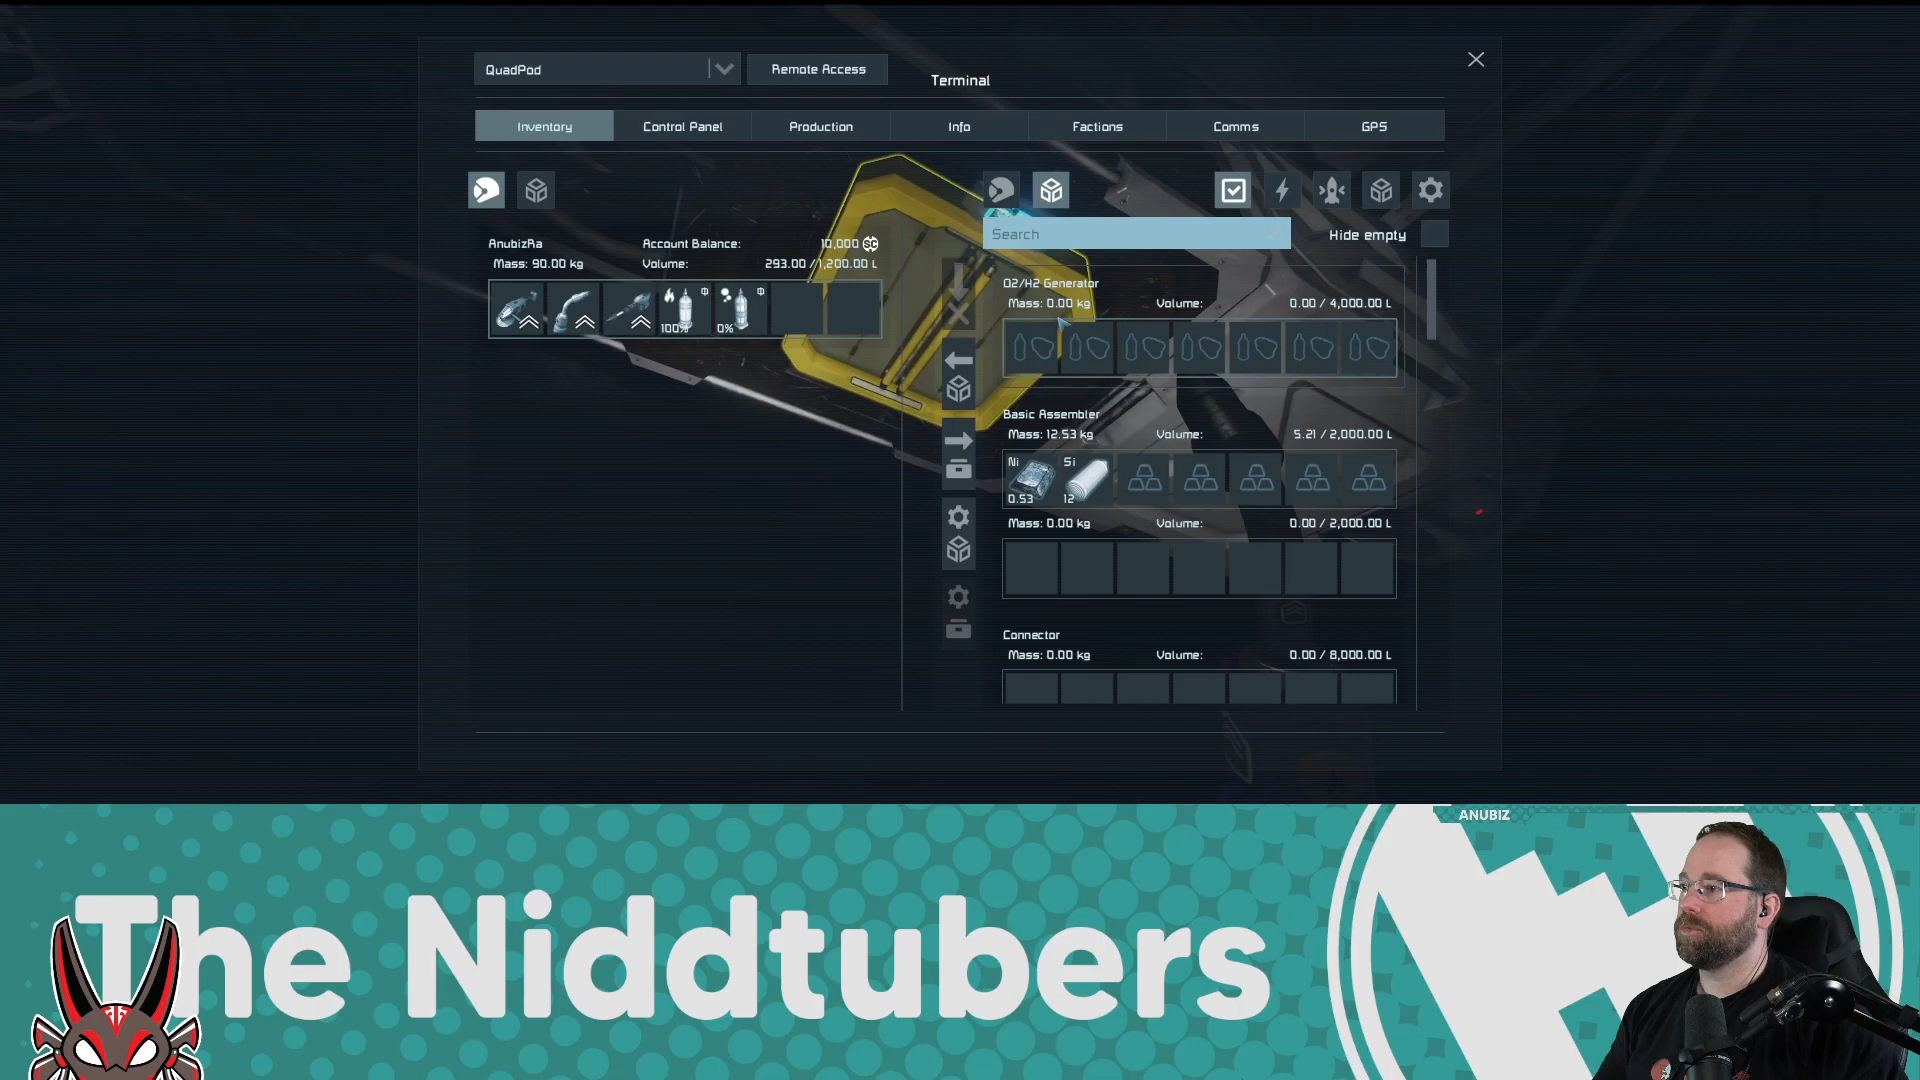 QuadPod
Remote Access
Terminal
Inventory
Control Panel
Production
Info
Factions
Comms
GPS
AnubizRa
Account Balance:
10,000 SC
Mass: 90.00 kg
Volume:
293.00 / 1,200.00 L
100%
0%
Search
Hide empty
O2/H2 Generator
Mass: 0.00 kg
Volume:
0.00 / 4,000.00 L
Basic Assembler
Mass: 12.53 kg
Volume:
5.21 / 2,000.00 L
Ni
0.53
Si
12
Mass: 0.00 kg
Volume:
0.00 / 2,000.00 L
Connector
Mass: 0.00 kg
Volume:
0.00 / 8,000.00 L
ANUBIZ
The Niddtubers